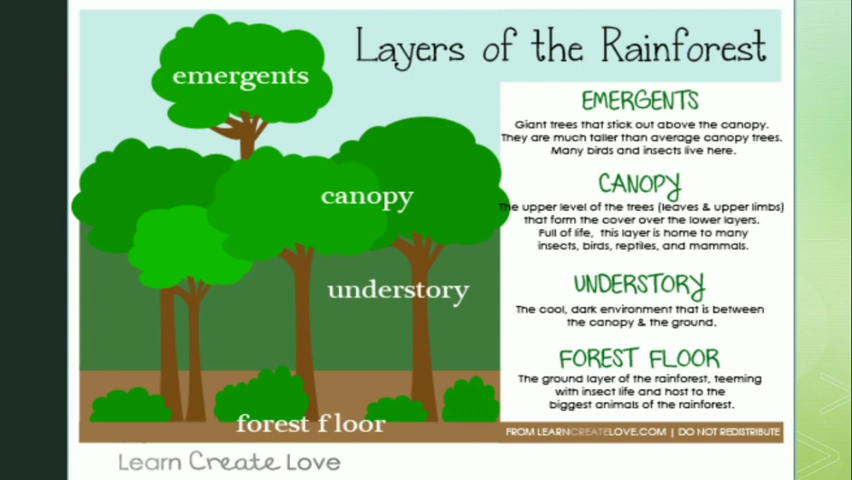 Layers of the Rainforest
emergents
canopy
understory
forest floor
EMERGENTS
Giant trees that stick out above the canopy.
They are much taller than average canopy trees.
Many birds and insects live here.
CANOPY
The upper level of the trees (leaves & upper limbs)
that form the cover over the lower layers.
Full of life, this layer is home to many
insects, birds, reptiles, and mammals.
UNDERSTORY
The cool, dark environment that is between
the canopy & the ground.
FOREST FLOOR
The ground layer of the rainforest, teeming
with insect life and host to the
biggest animals of the rainforest.
FROM LEARNCREATELOVE.COM | DO NOT REDISTRIBUTE
Learn Create Love